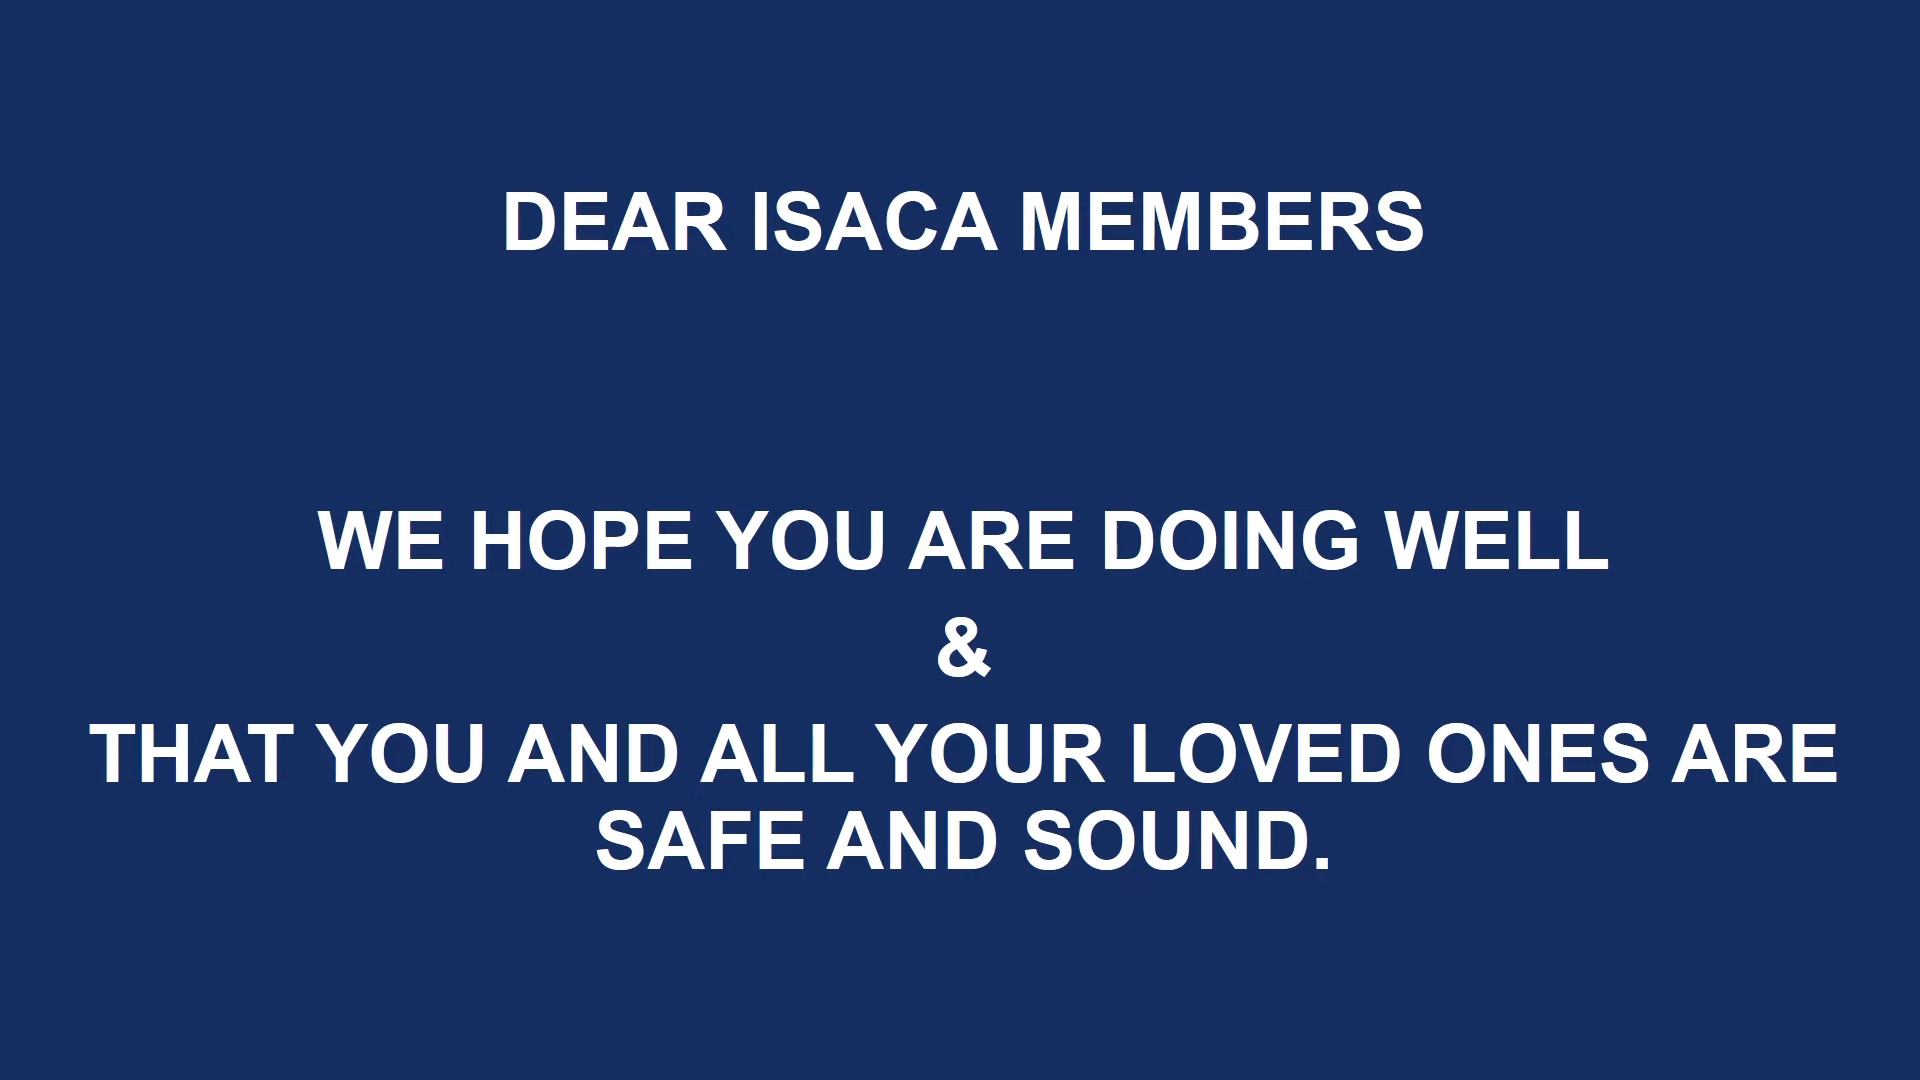 DEAR ISACA MEMBERS
WE HOPE YOU ARE DOING WELL
&
THAT YOU AND ALL YOUR LOVED ONES ARE
SAFE AND SOUND.